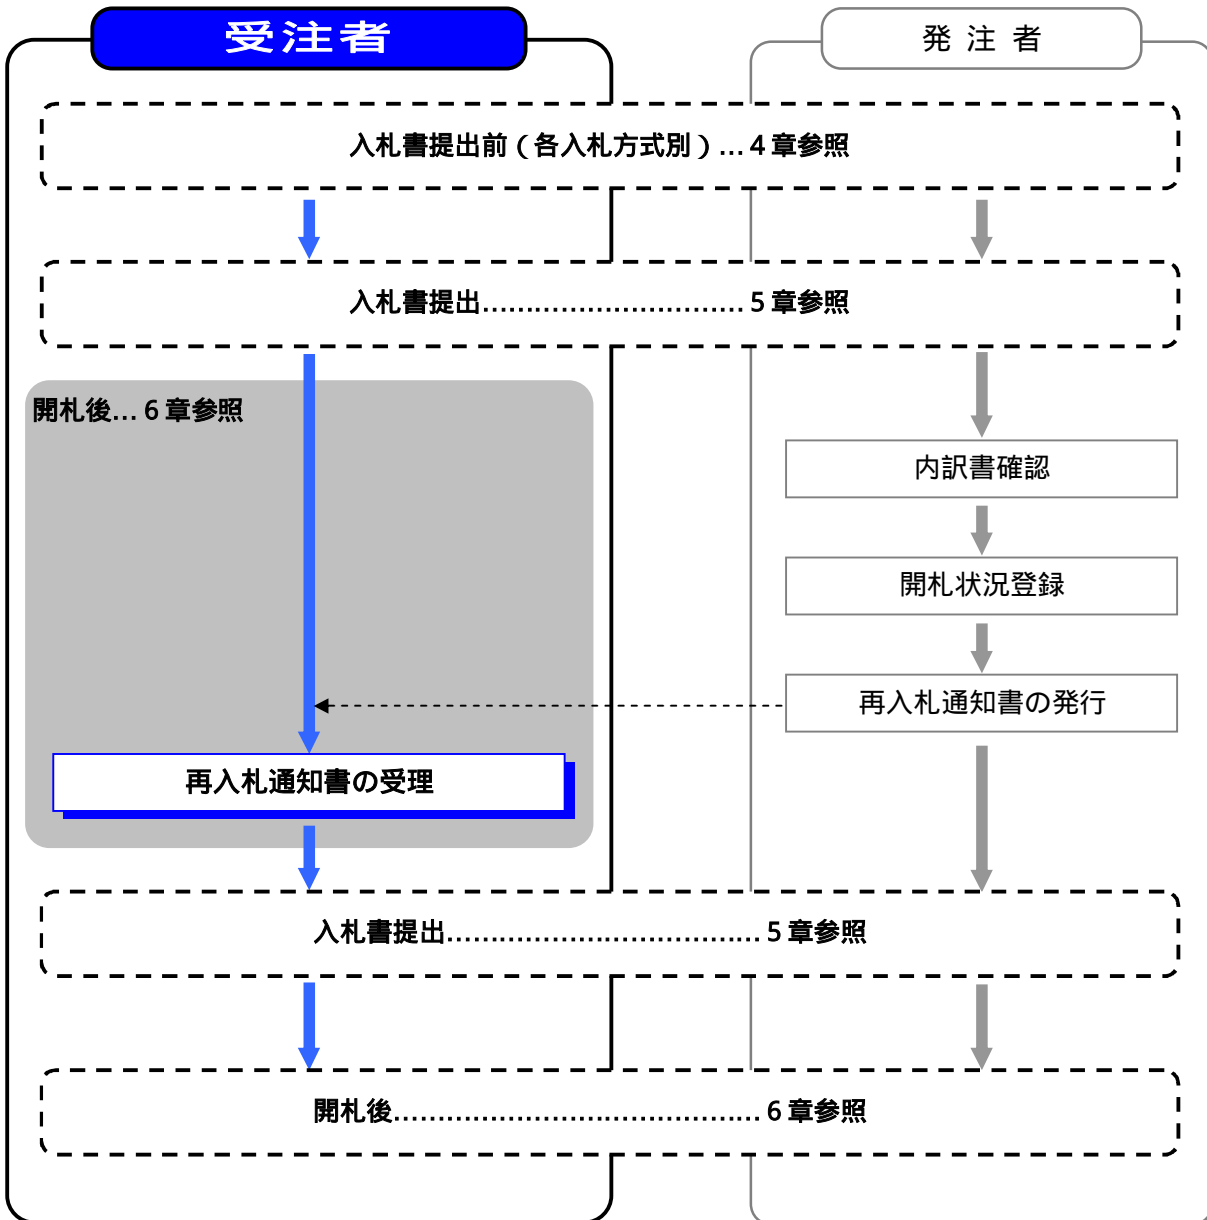 受注者
発 注 者
入札書提出前（各入札方式別）…４章参照
入札書提出………………………… 5 章参照
開札後… 6 章参照
内訳書確認
開札状況登録
再入札通知書の発行
再入札通知書の受理
入札書提出……………………………… 5 章参照
開札後…………………………………… 6 章参照